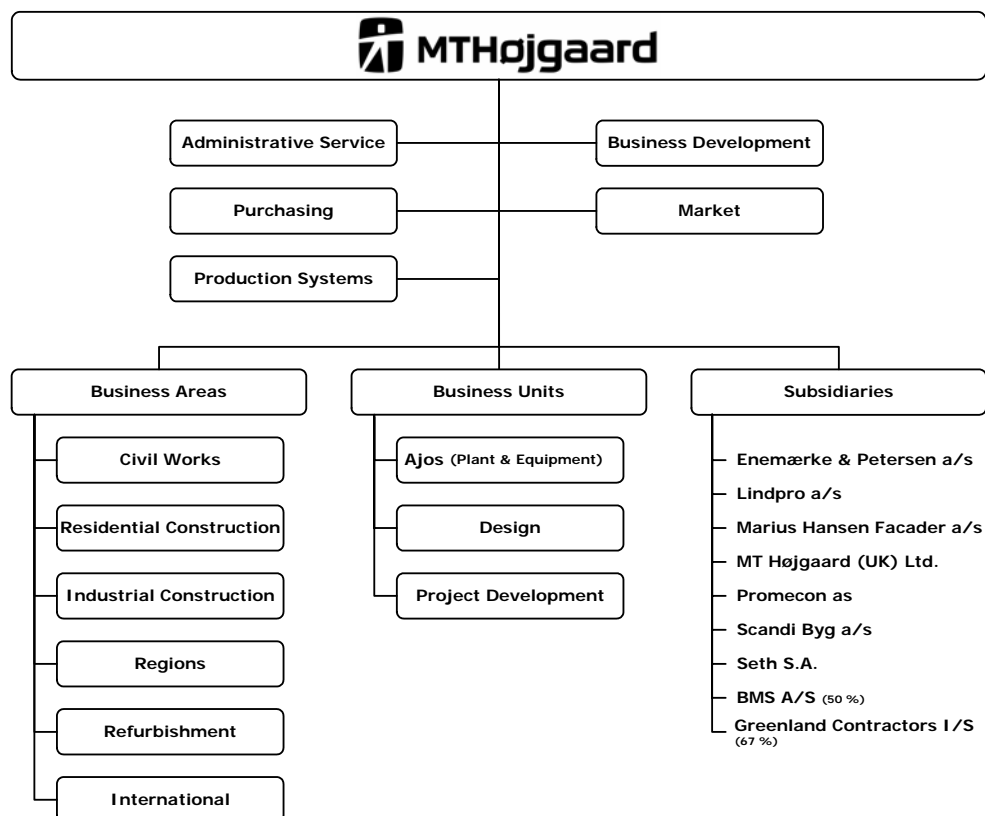 MTHøjgaard
Administrative Service
Business Development
Purchasing
Market
Production Systems
Business Areas
Civil Works
Residential Construction
Industrial Construction
Regions
Refurbishment
International
Business Units
Ajos (Plant & Equipment)
Design
Project Development
Subsidiaries
Enemærke & Petersen a/s
Lindpro a/s
Marius Hansen Facader a/s
MT Højgaard (UK) Ltd.
Promecon as
Scandi Byg a/s
Seth S.A.
BMS A/S (50 %)
Greenland Contractors I/S
(67 %)